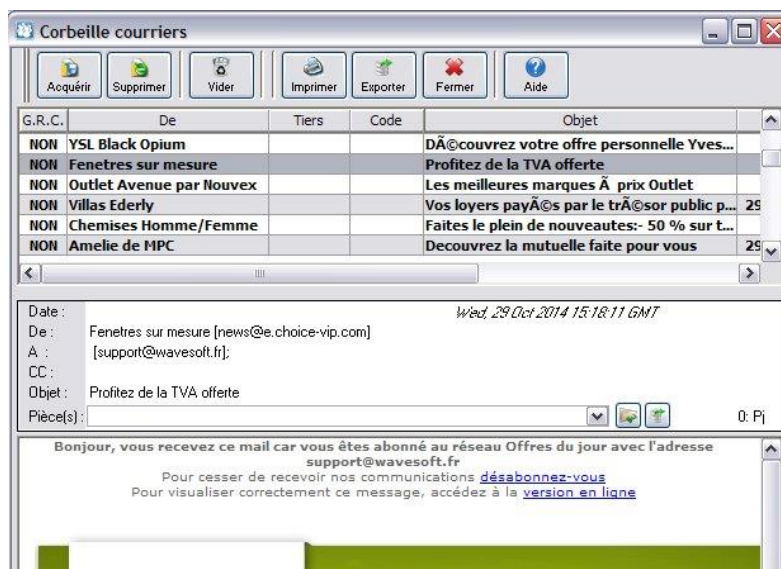 Corbeille courriers
Acquérir Supprimer Vider Imprimer Exporter Fermer Aide
G.R.C. De Tiers Code Objet
NON YSL Black Opium DÃ©couvrez votre offre personnelle Yves...
NON Fenetres sur mesure Profitez de la TVA offerte
NON Outlet Avenue par Nouvex Les meilleures marques Ã prix Outlet
NON Villas Ederly Vos loyers payÃ©s par le trÃ©sor public p... 29
NON Chemises Homme/Femme Faites le plein de nouveautes:- 50 % sur t...
NON Amelie de MPC Decouvrez la mutuelle faite pour vous 29
Date : Wed, 29 Oct 2014 15:18:11 GMT
De : Fenetres sur mesure [news@e.choice-vip.com]
A : [support@wavesoft.fr];
CC :
Objet : Profitez de la TVA offerte
Pièce(s) : 0: Pj
Bonjour, vous recevez ce mail car vous êtes abonné au réseau Offres du jour avec l'adresse
support@wavesoft.fr
Pour cesser de recevoir nos communications désabonnez-vous
Pour visualiser correctement ce message, accédez à la version en ligne